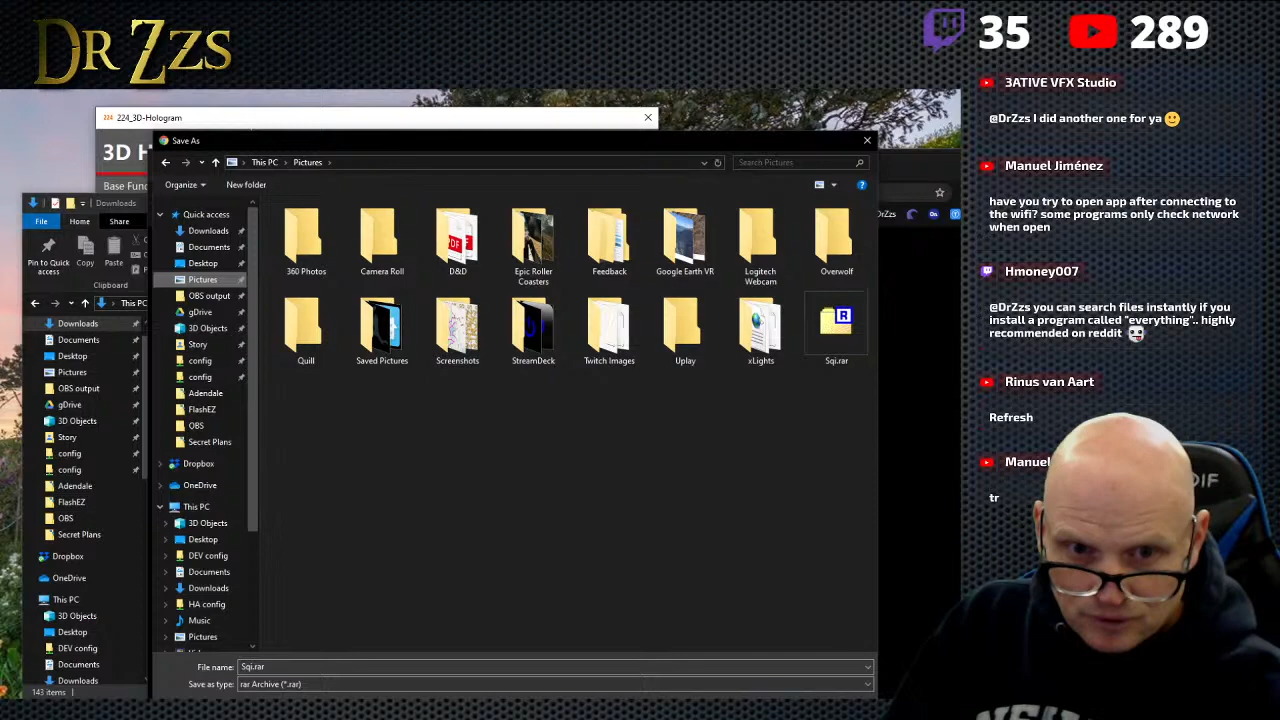 DR ZZS
35
289
3ATIVE VFX Studio
@DrZzs I did another one for ya
Manuel Jiménez
have you try to open app after connecting to
the wifi? some programs only check network
when open
Hmoney007
@DrZzs you can search files instantly if you
install a program called "everything".. highly
recommended on reddit
Rinus van Aart
Refresh
Manuel
tr
224
224_3D-Hologram
3D H
Base Func
Save As
This PC
Pictures
Search Pictures
Organize
New folder
Quick access
Downloads
Documents
Desktop
Pictures
OBS output
gDrive
3D Objects
Story
config
config
Adendale
FlashEZ
OBS
Secret Plans
Dropbox
OneDrive
This PC
3D Objects
Desktop
DEV config
Documents
Downloads
HA config
Music
Pictures
360 Photos
Camera Roll
D&D
Epic Roller
Coasters
Feedback
Google Earth VR
Logitech
Webcam
Overwolf
Quill
Saved Pictures
Screenshots
StreamDeck
Twitch Images
Uplay
xLights
Sqi.rar
File name:
Sqi.rar
Save as type:
rar Archive (*.rar)
Downloads
File
Home
Share
Pin to Quick
access
Copy
Paste
Clipboard
This PC
Downloads
Documents
Desktop
Pictures
OBS output
gDrive
3D Objects
Story
config
config
Adendale
FlashEZ
OBS
Secret Plans
Dropbox
OneDrive
This PC
3D Objects
Desktop
DEV config
Documents
Downloads
143 items
DrZzs